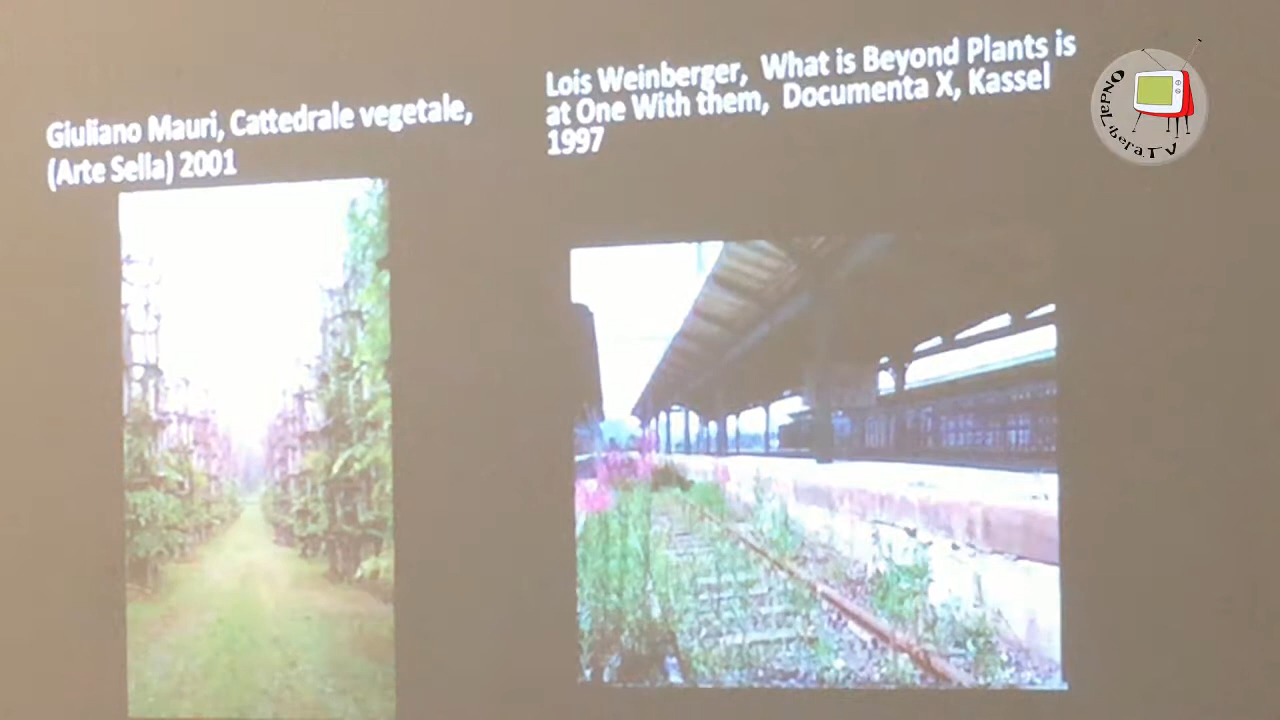 Giuliano Mauri, Cattedrale vegetale,
(Arte Sella) 2001
Lois Weinberger, What is Beyond Plants is
at One With them, Documenta X, Kassel
1997
OndaLiberaTV